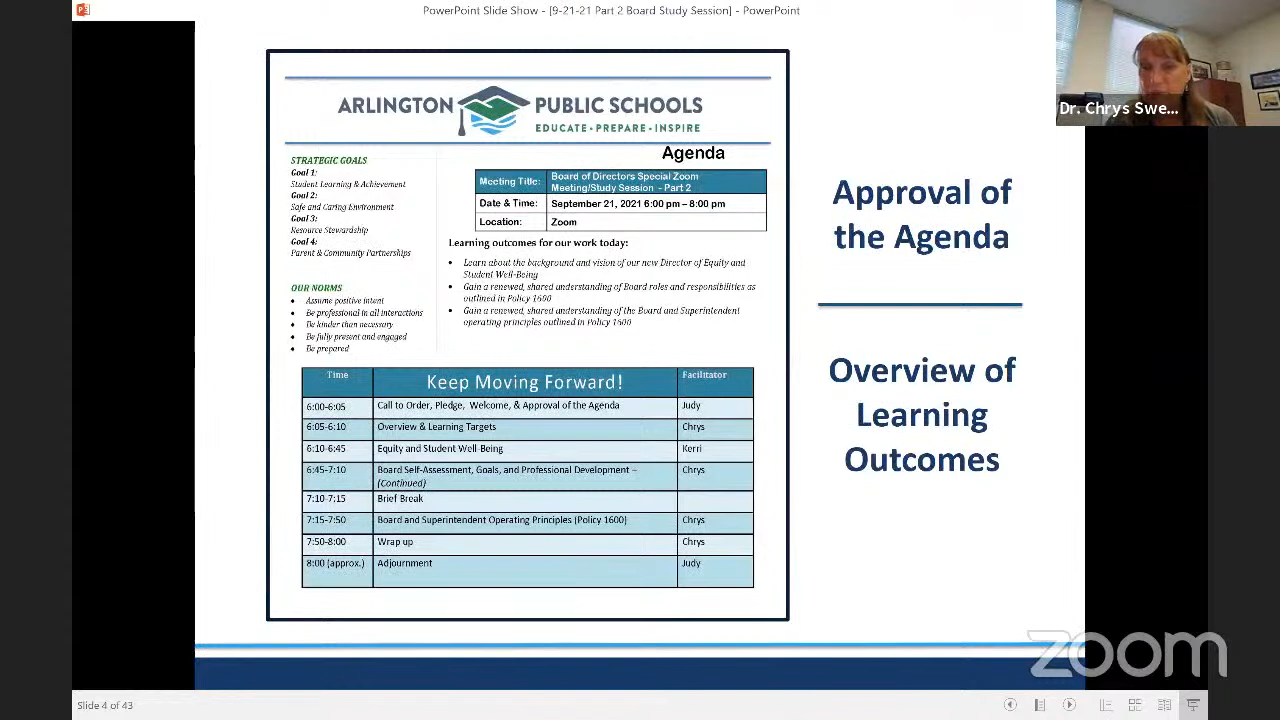 PowerPoint Slide Show - [9-21-21 Part 2 Board Study Session] - PowerPoint
Dr. Chrys Swe...
ARLINGTON PUBLIC SCHOOLS
EDUCATE • PREPARE • INSPIRE
Agenda
STRATEGIC GOALS
Goal 1:
Student Learning & Achievement
Goal 2:
Safe and Caring Environment
Goal 3:
Resource Stewardship
Goal 4:
Parent & Community Partnerships
OUR NORMS
• Assume positive intent
• Be professional in all interactions
• Be kinder than necessary
• Be fully present and engaged
• Be prepared
Meeting Title: Board of Directors Special Zoom
Meeting/Study Session - Part 2
Date & Time: September 21, 2021 6:00 pm – 8:00 pm
Location: Zoom
Learning outcomes for our work today:
• Learn about the background and vision of our new Director of Equity and
Student Well-Being
• Gain a renewed, shared understanding of Board roles and responsibilities as
outlined in Policy 1600
• Gain a renewed, shared understanding of the Board and Superintendent
operating principles outlined in Policy 1600
Time Keep Moving Forward! Facilitator
6:00-6:05 Call to Order, Pledge, Welcome, & Approval of the Agenda Judy
6:05-6:10 Overview & Learning Targets Chrys
6:10-6:45 Equity and Student Well-Being Kerri
6:45-7:10 Board Self-Assessment, Goals, and Professional Development – Chrys
(Continued)
7:10-7:15 Brief Break
7:15-7:50 Board and Superintendent Operating Principles (Policy 1600) Chrys
7:50-8:00 Wrap up Chrys
8:00 (approx.) Adjournment Judy
Approval of
the Agenda
Overview of
Learning
Outcomes
zoom
Slide 4 of 43